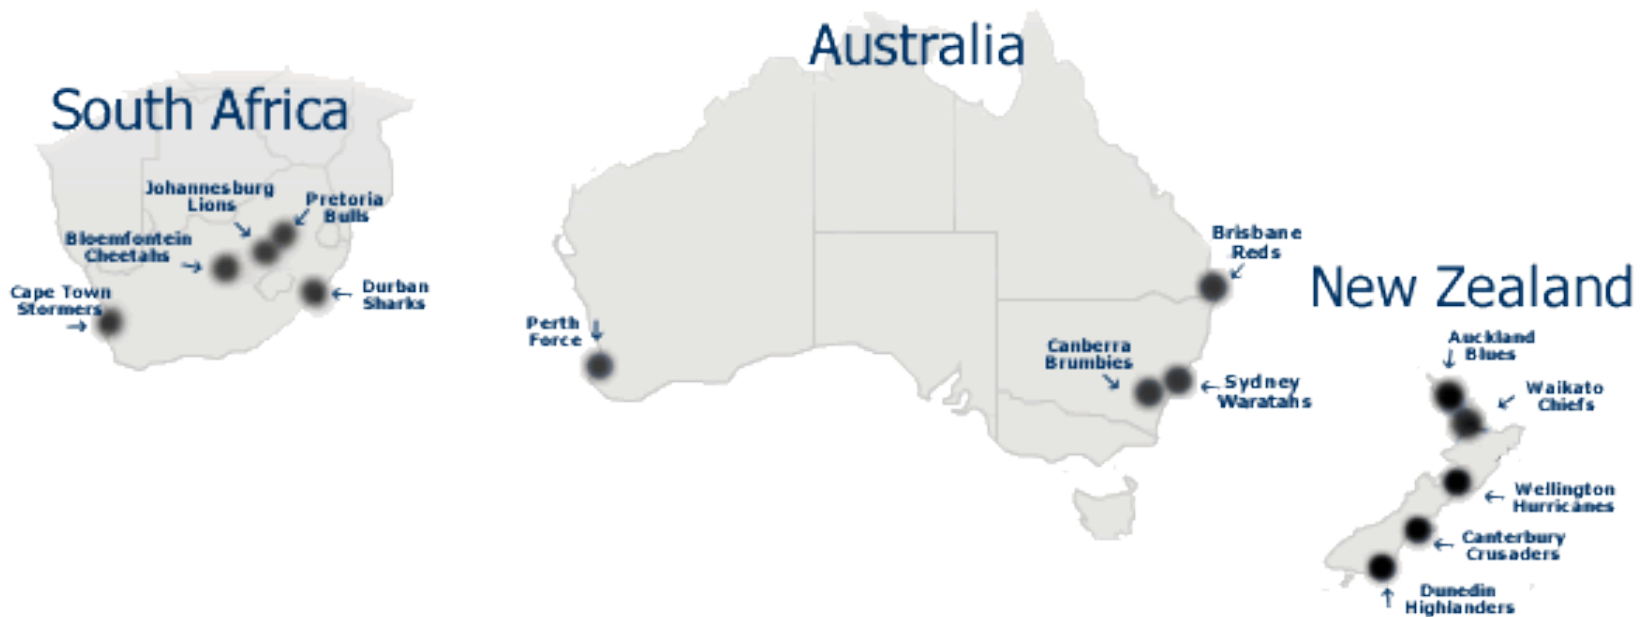 South Africa
Johannesburg
Lions
Pretoria
Bulls
Bloemfontein
Cheetahs
Cape Town
Stormers
Durban
Sharks
Australia
Brisbane
Reds
Perth
Force
Canberra
Brumbies
Sydney
Waratahs
New Zealand
Auckland
Blues
Waikato
Chiefs
Wellington
Hurricanes
Canterbury
Crusaders
Dunedin
Highlanders